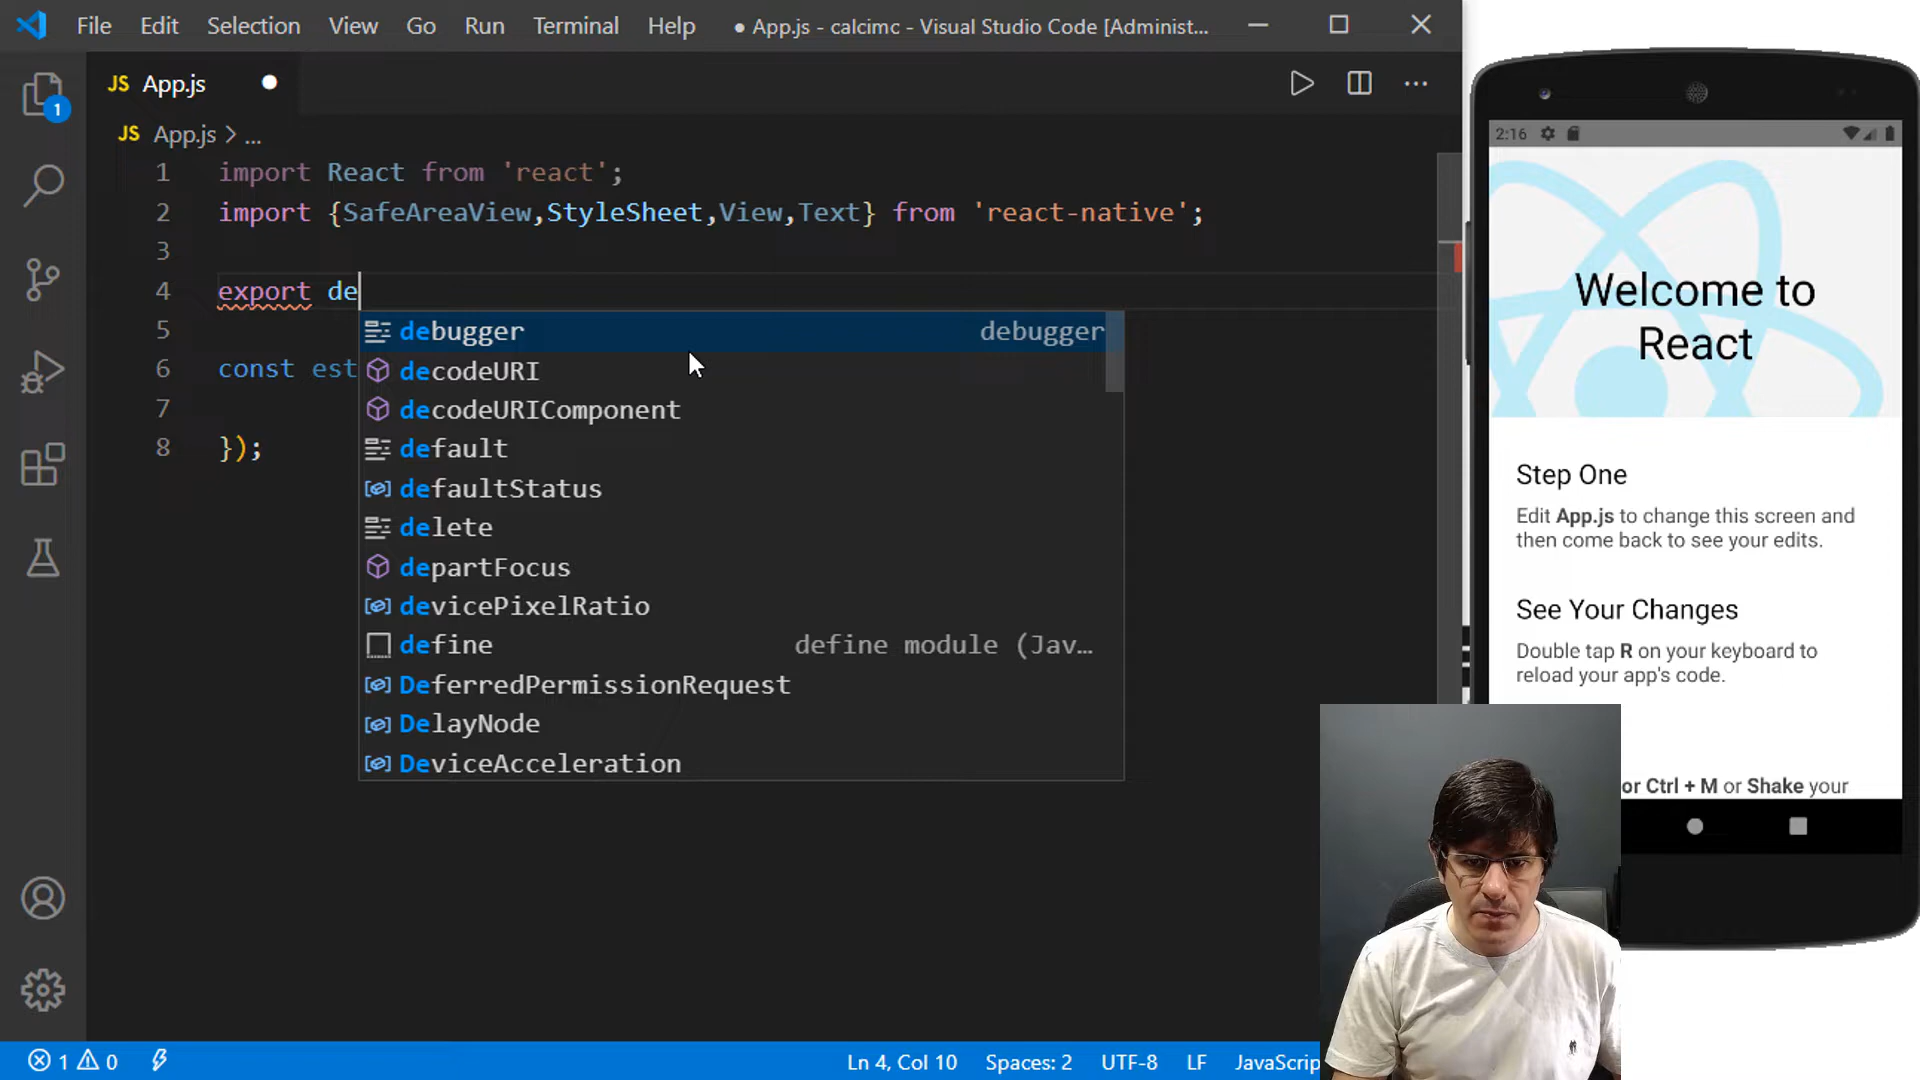 File Edit Selection View Go Run Terminal Help ● App.js - calcimc - Visual Studio Code [Administ...
JS App.js
1
JS App.js > ...
1 import React from 'react';
2 import {SafeAreaView,StyleSheet,View,Text} from 'react-native';
3
4 export de
5
6 const est
7
8 });
debugger debugger
decodeURI
decodeURIComponent
default
defaultStatus
delete
departFocus
devicePixelRatio
define define module (Jav...
DeferredPermissionRequest
DelayNode
DeviceAcceleration
1 0 Ln 4, Col 10 Spaces: 2 UTF-8 LF JavaScrip
2:16
Welcome to
React
Step One
Edit App.js to change this screen and
then come back to see your edits.
See Your Changes
Double tap R on your keyboard to
reload your app's code.
or Ctrl + M or Shake your